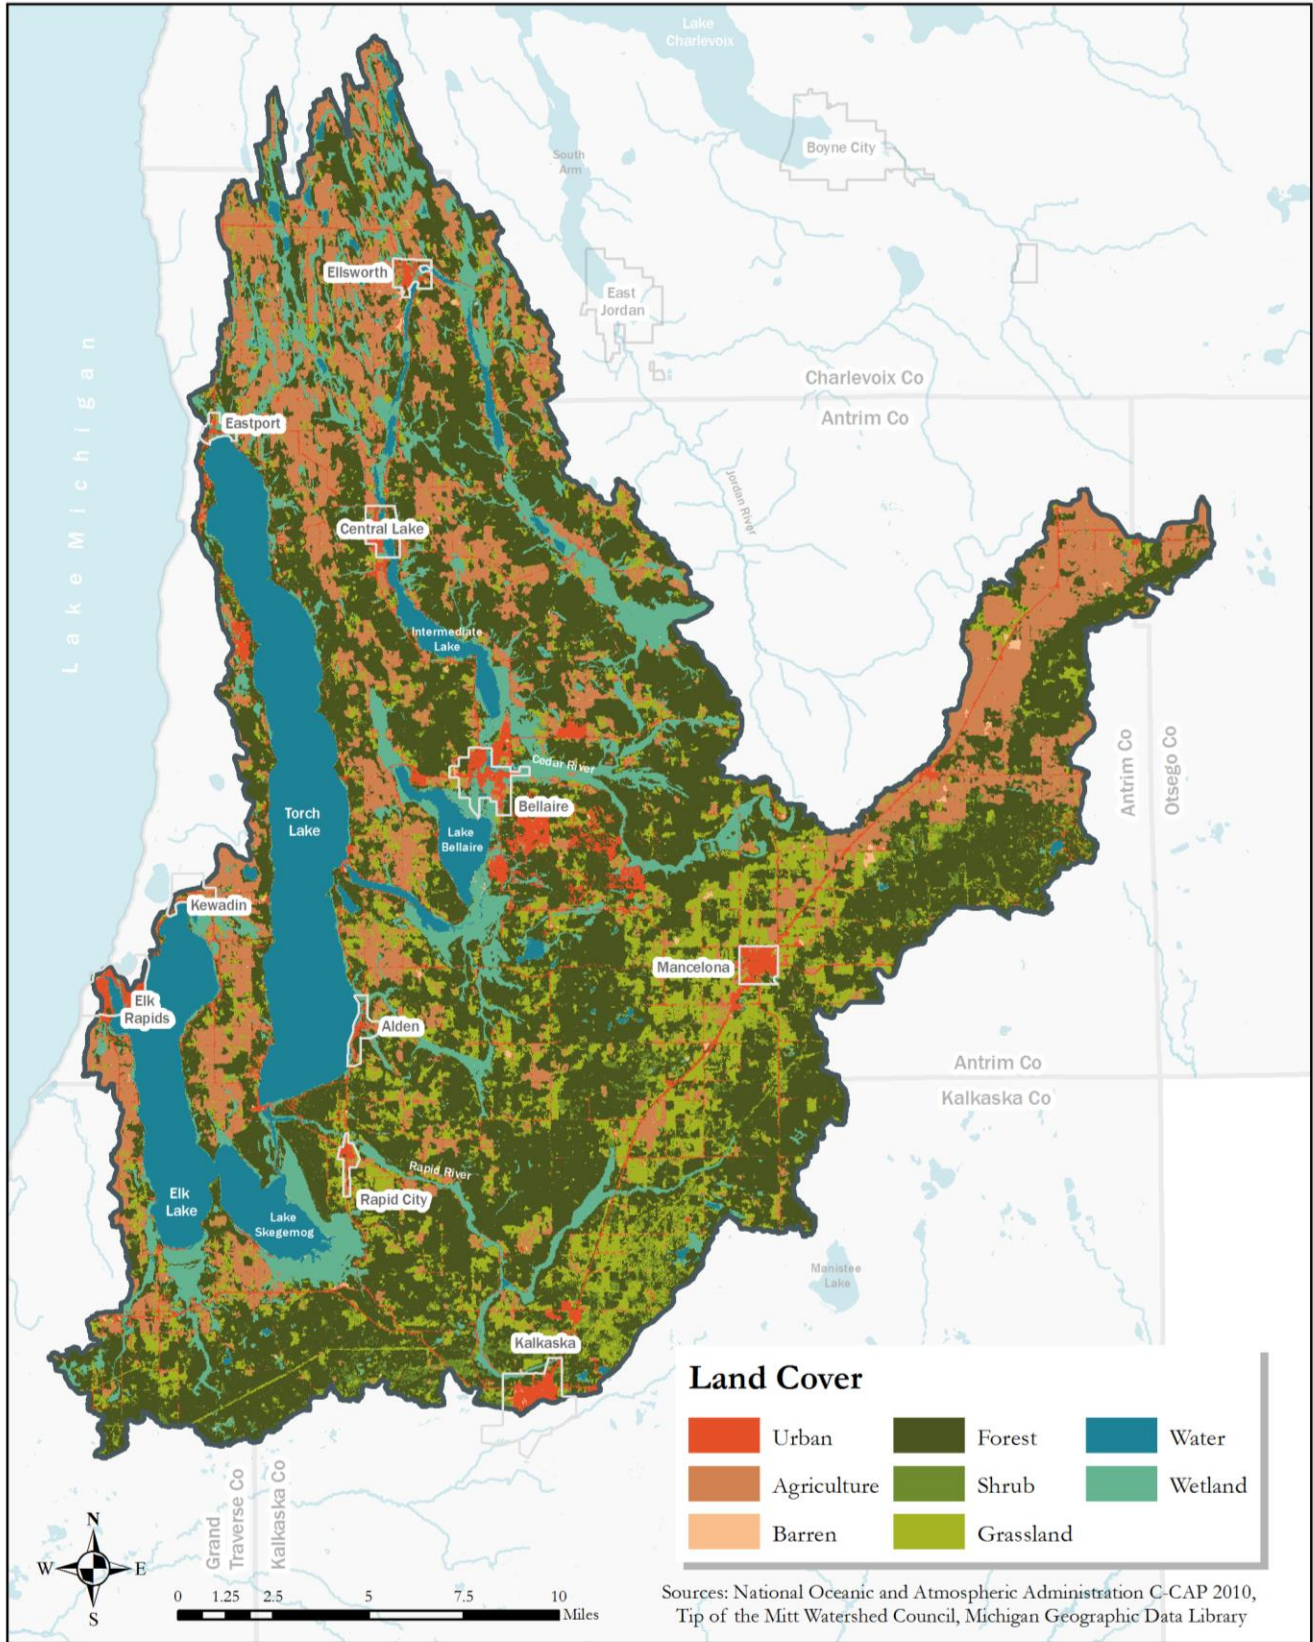 Lake
Charlevoix
Boyne City
South
Arm
Ellsworth
East
Jordan
Lake Michigan
Charlevoix Co
Antrim Co
Eastport
Jordan River
Central Lake
Intermediate
Lake
Antrim Co
Otsego Co
Cedar River
Bellaire
Torch
Lake
Lake
Bellaire
Kewadin
Mancelona
Elk
Rapids
Alden
Antrim Co
Kalkaska Co
Rapid River
Rapid City
Elk
Lake
Lake
Skegemog
Manistee
Lake
Kalkaska
Land Cover
Urban
Forest
Water
Agriculture
Shrub
Wetland
Barren
Grassland
Grand
Traverse Co
Kalkaska Co
N
W
E
S
0 1.25 2.5 5 7.5 10
Miles
Sources: National Oceanic and Atmospheric Administration C-CAP 2010,
Tip of the Mitt Watershed Council, Michigan Geographic Data Library